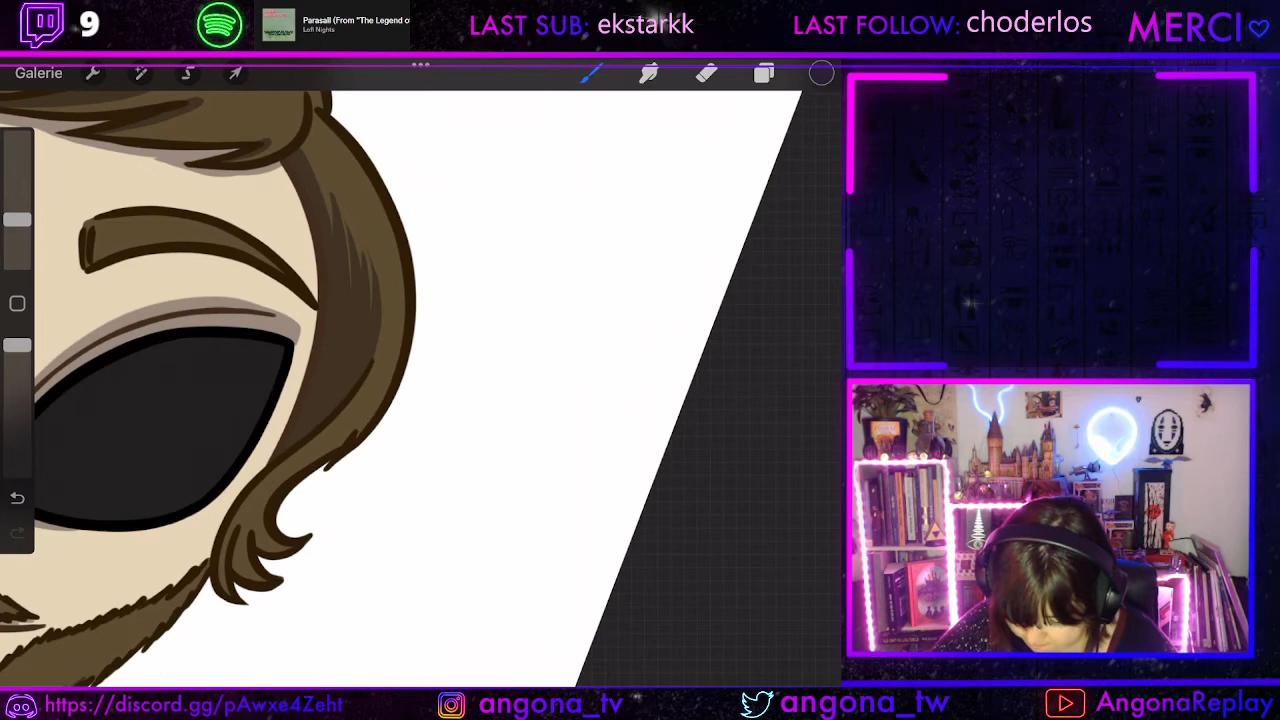 9
Parasail (From "The Legend o
Lofi Nights
LAST SUB: ekstarkk
LAST FOLLOW: choderlos
MERCI
Galerie
https://discord.gg/pAwxe4Zeht
angona_tv
angona_tw
AngonaReplay